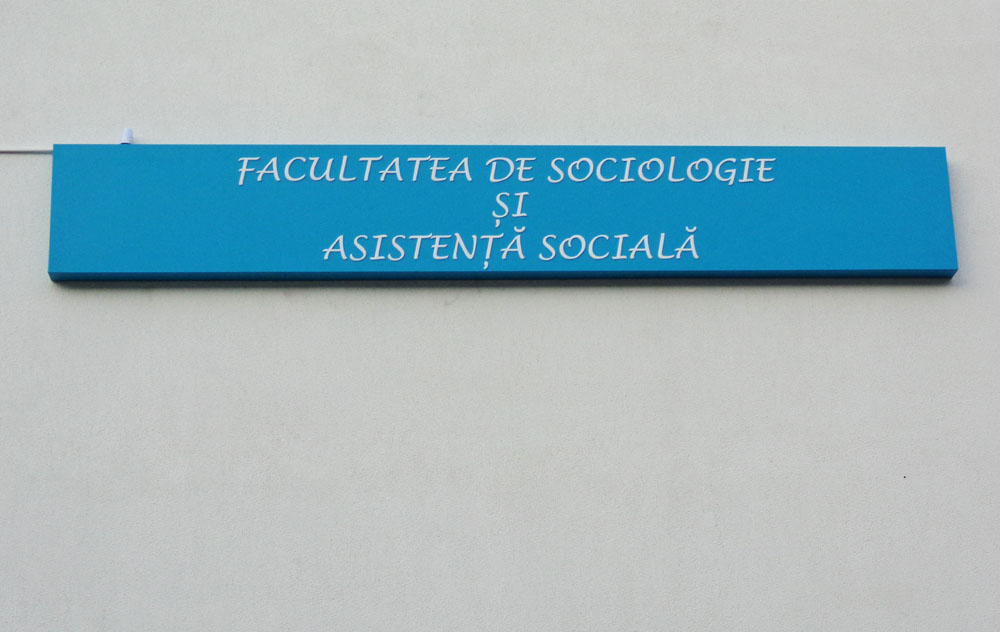 FACULTATEA DE SOCIOLOGIE
ȘI
ASISTENȚĂ SOCIALĂ